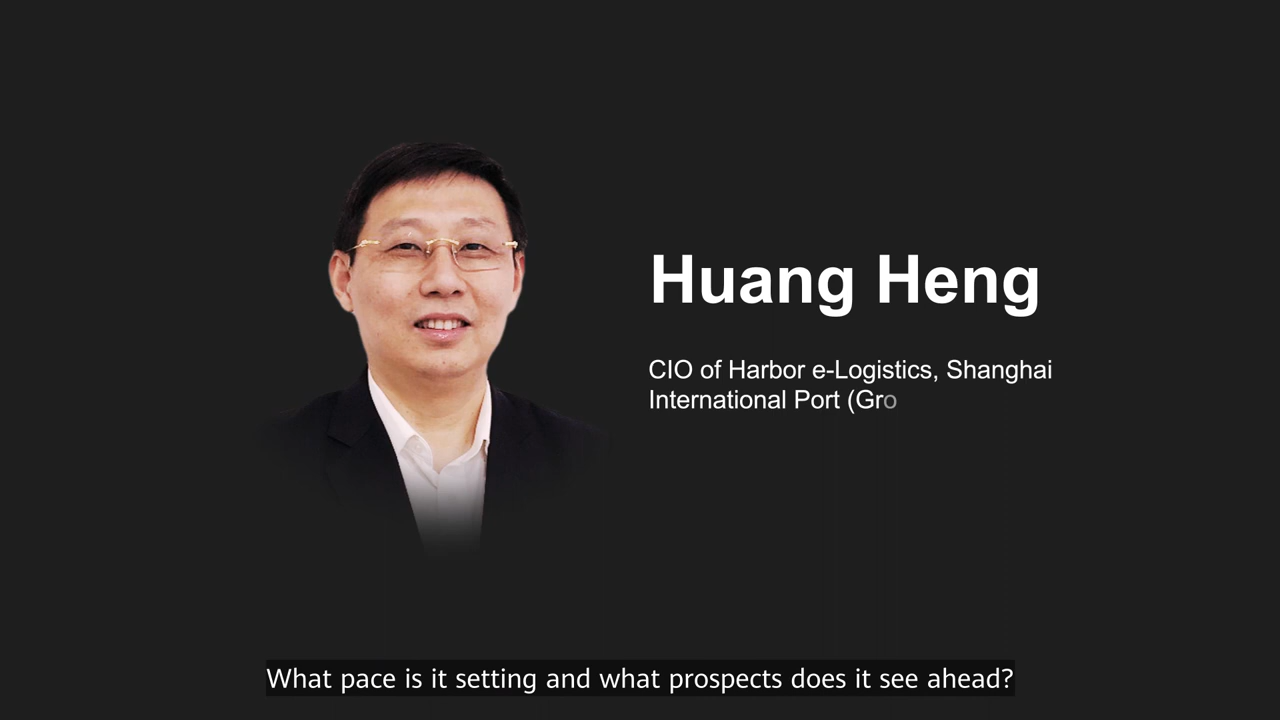 Huang Heng
CIO of Harbor e-Logistics, Shanghai
International Port (Gro
What pace is it setting and what prospects does it see ahead?